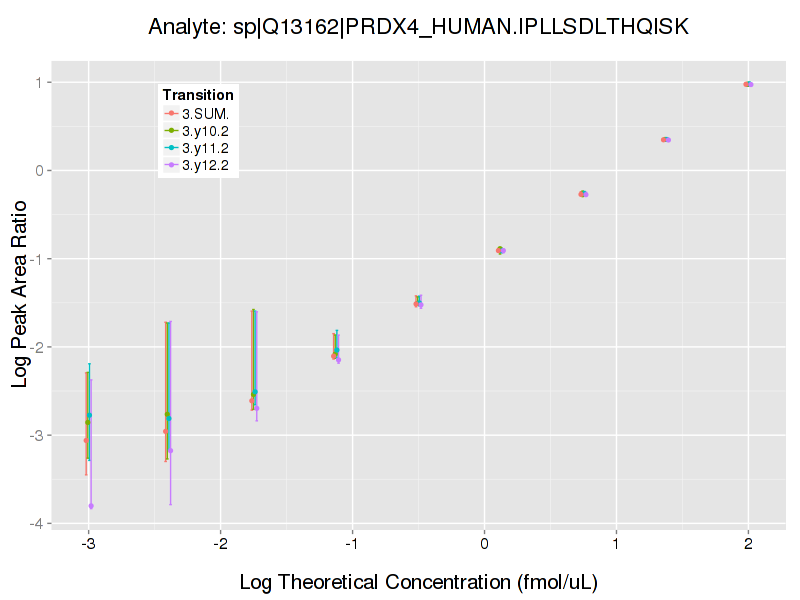 Analyte: sp|Q13162|PRDX4_HUMAN.IPLLSDLTHQISK
Log Peak Area Ratio
1
0
-1
-2
-3
-4
Transition
3.SUM.
3.y10.2
3.y11.2
3.y12.2
-3 -2 -1 0 1 2
Log Theoretical Concentration (fmol/uL)